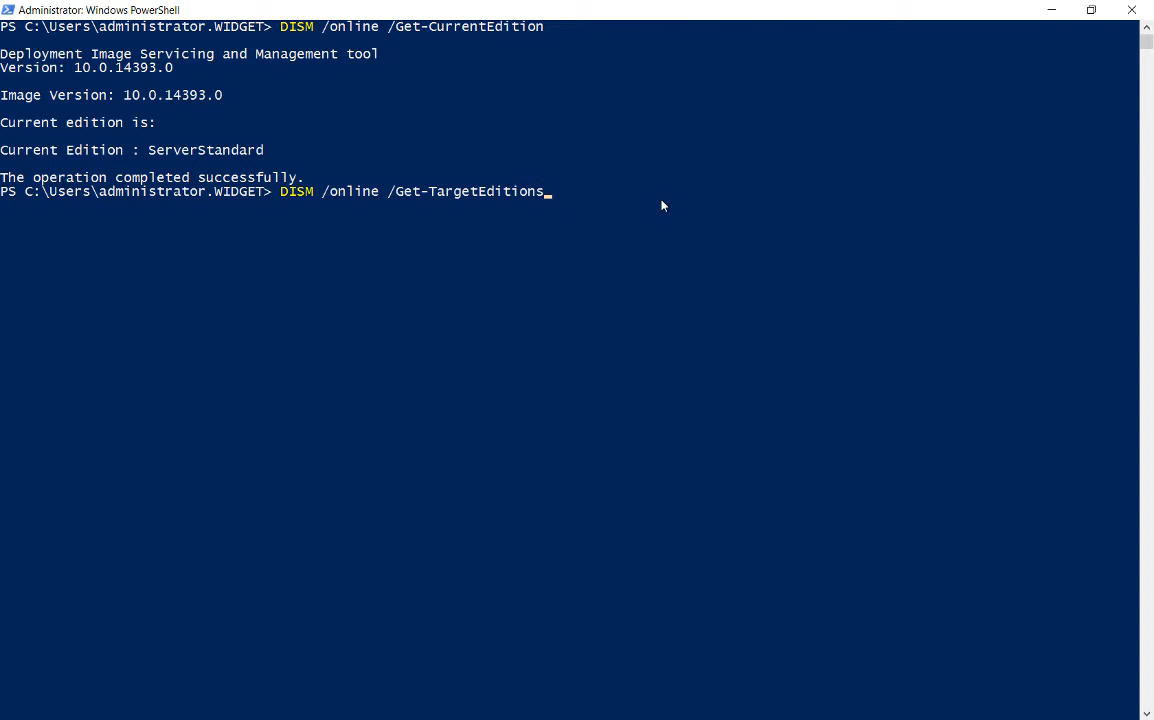 Administrator: Windows PowerShell
PS C:\Users\administrator.WIDGET> DISM /online /Get-CurrentEdition
Deployment Image Servicing and Management tool
Version: 10.0.14393.0
Image Version: 10.0.14393.0
Current edition is:
Current Edition : ServerStandard
The operation completed successfully.
PS C:\Users\administrator.WIDGET> DISM /online /Get-TargetEditions_